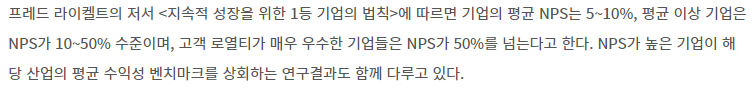 프레드 라이켈트의 저서 <지속적 성장을 위한 1등 기업의 법칙>에 따르면 기업의 평균 NPS는 5~10%, 평균 이상 기업은
NPS가 10~50% 수준이며, 고객 로열티가 매우 우수한 기업들은 NPS가 50%를 넘는다고 한다. NPS가 높은 기업이 해
당 산업의 평균 수익성 벤치마크를 상회하는 연구결과도 함께 다루고 있다.